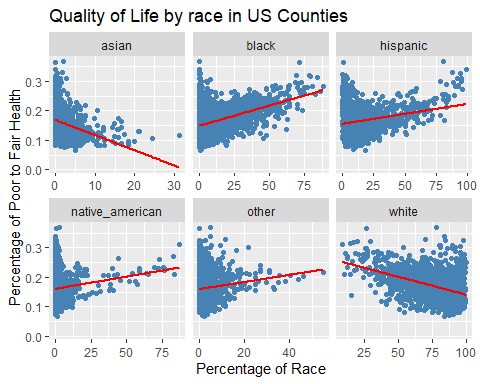 Quality of Life by race in US Counties
asian
black
hispanic
0.3
0.2
0.1
0.0
0 10 20 30
0 25 50 75
0 25 50 75 100
native_american
other
white
0.3
0.2
0.1
0.0
0 25 50 75
0 20 40
25 50 75 100
Percentage of Race
Percentage of Poor to Fair Health